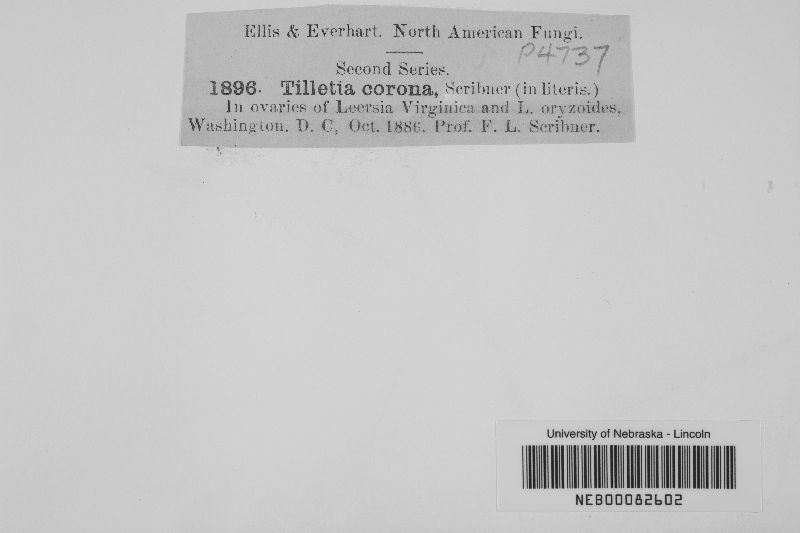 Ellis & Everhart. North American Fungi.
P4737
Second Series.
1896. Tilletia corona, Scribner (in literis.)
In ovaries of Leersia Virginica and L. oryzoides,
Washington. D. C, Oct. 1886. Prof. F. L. Scribner.
University of Nebraska - Lincoln
NEB00082602